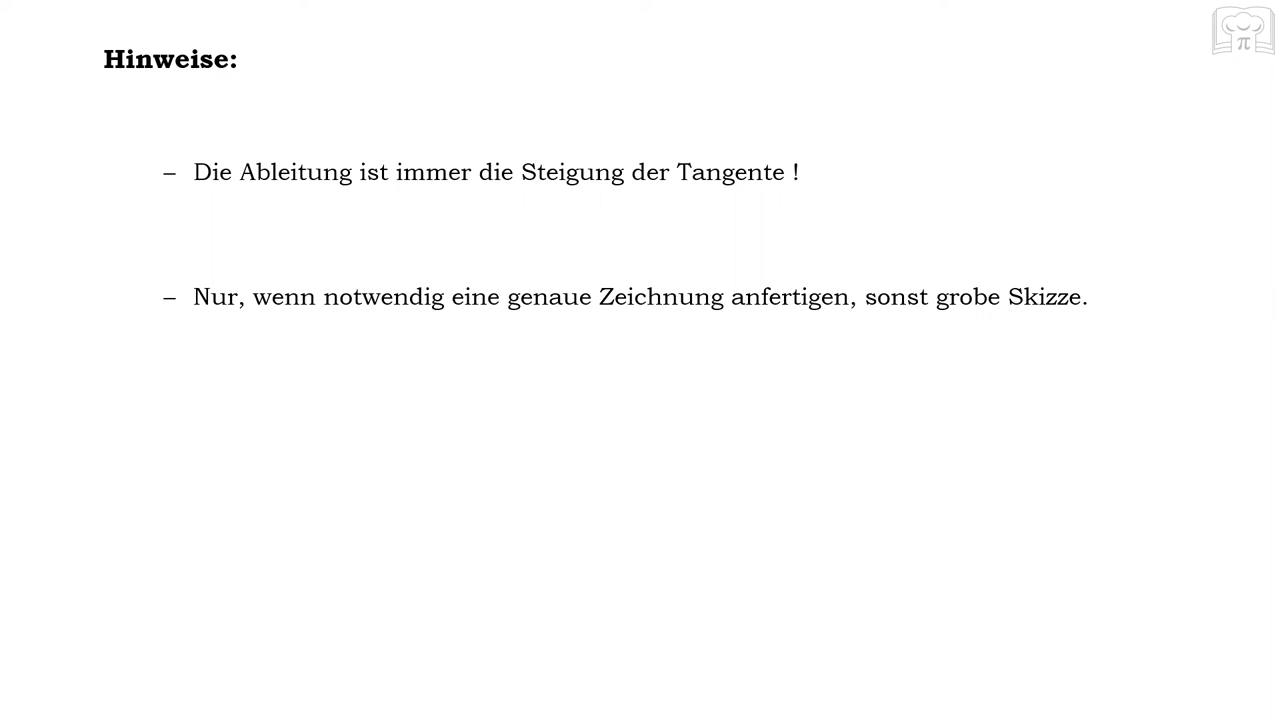 Hinweise:
– Die Ableitung ist immer die Steigung der Tangente !
– Nur, wenn notwendig eine genaue Zeichnung anfertigen, sonst grobe Skizze.
π